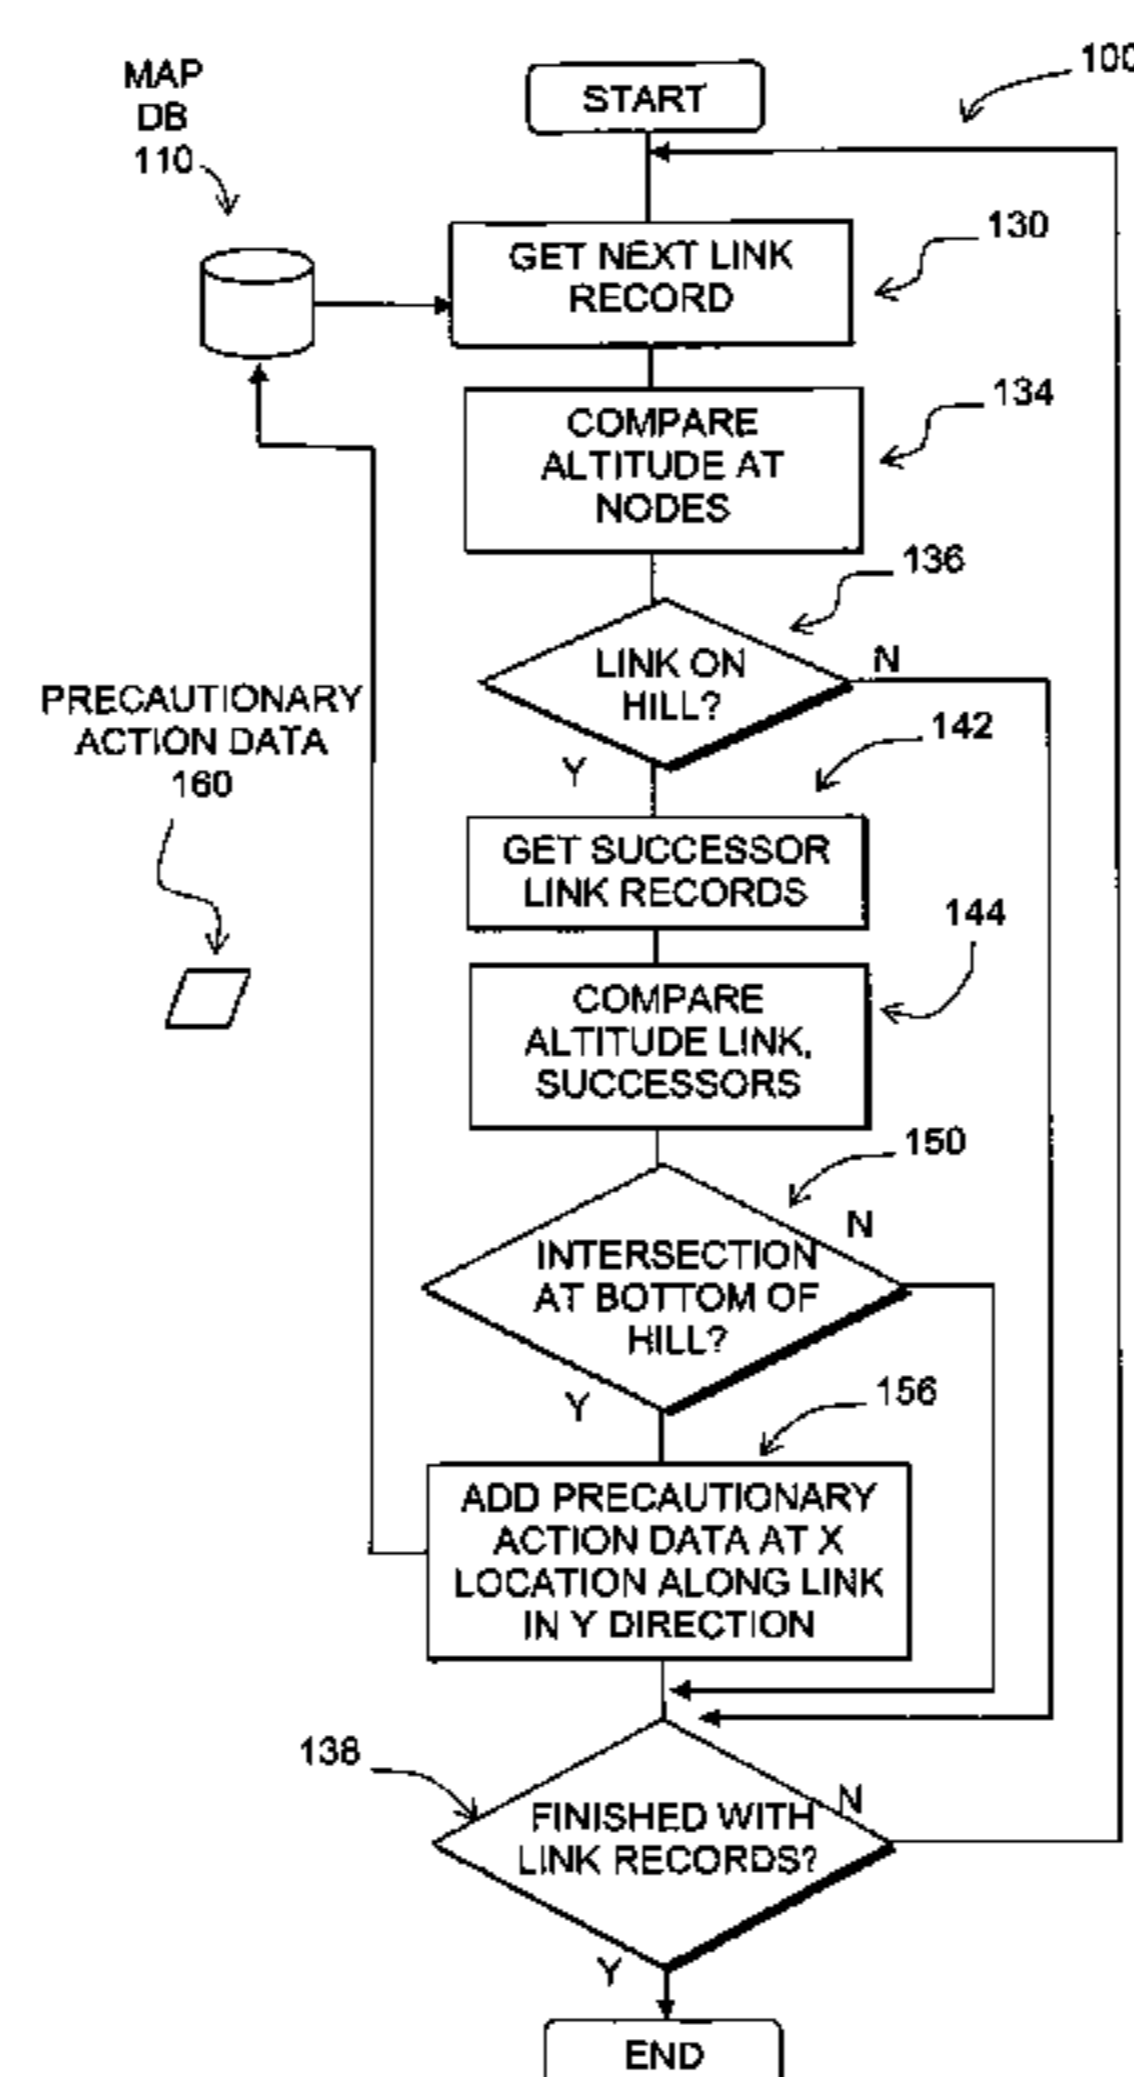 MAP
DB
110
START
100
GET NEXT LINK
RECORD
130
COMPARE
ALTITUDE AT
NODES
134
136
LINK ON
HILL?
N
Y
PRECAUTIONARY
ACTION DATA
160
142
GET SUCCESSOR
LINK RECORDS
144
COMPARE
ALTITUDE LINK,
SUCCESSORS
150
N
INTERSECTION
AT BOTTOM OF
HILL?
Y
156
ADD PRECAUTIONARY
ACTION DATA AT X
LOCATION ALONG LINK
IN Y DIRECTION
138
N
FINISHED WITH
LINK RECORDS?
Y
END